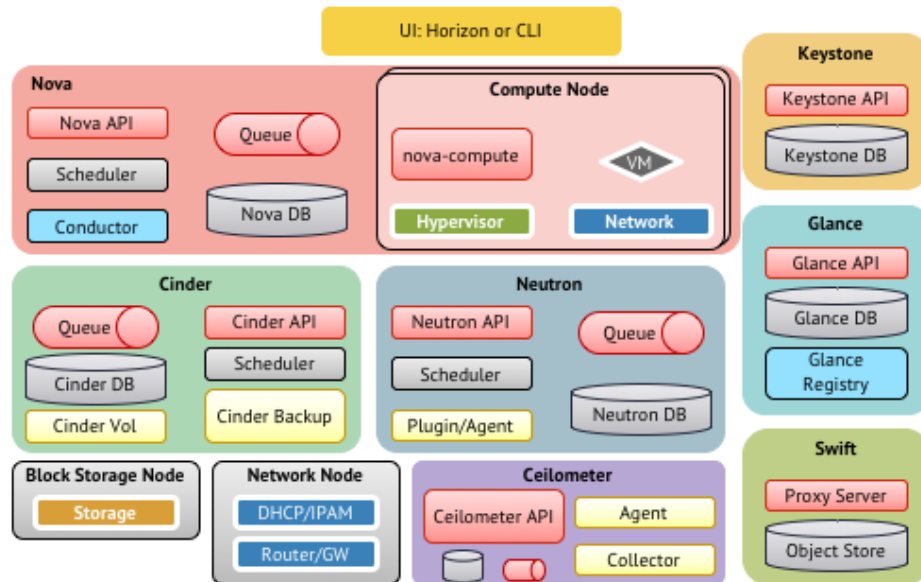 UI: Horizon or CLI
Nova
Nova API
Scheduler
Conductor
Queue
Nova DB
Compute Node
nova-compute
VM
Hypervisor
Network
Keystone
Keystone API
Keystone DB
Glance
Glance API
Glance DB
Glance
Registry
Cinder
Queue
Cinder DB
Cinder Vol
Cinder API
Scheduler
Cinder Backup
Neutron
Neutron API
Scheduler
Plugin/Agent
Queue
Neutron DB
Block Storage Node
Storage
Network Node
DHCP/IPAM
Router/GW
Ceilometer
Ceilometer API
Agent
Collector
Swift
Proxy Server
Object Store